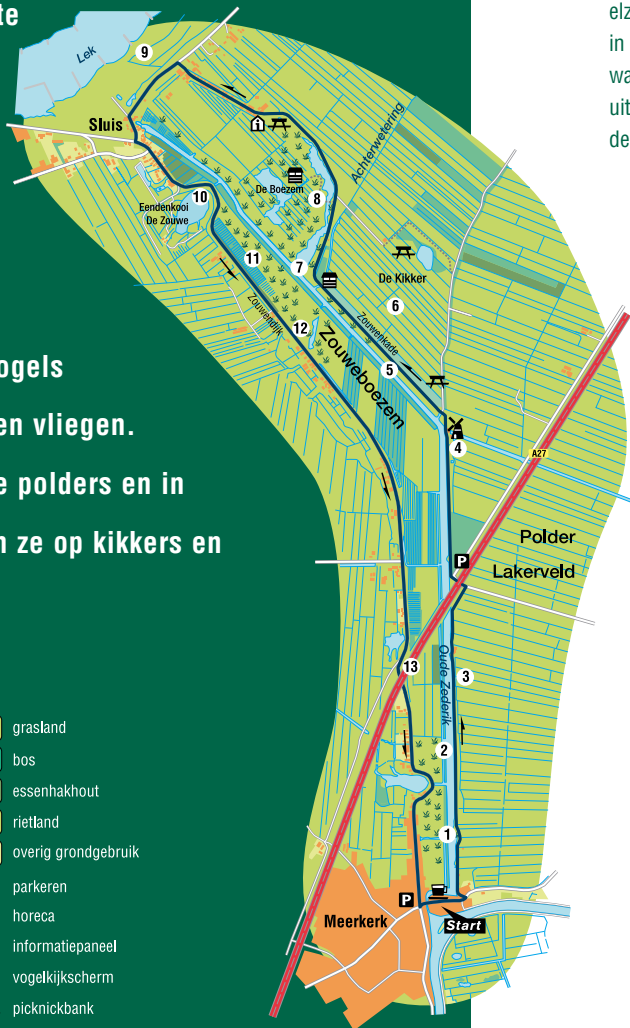 te
elz
in
wa
uit
de
9
Lek
Sluis
i
Achterwetering
De Boezem
8
10
Eendenkooi
De Zouwe
11
7
De Kikker
6
Zouwendijk
12
Zouwenkade
Zouweboezem
5
4
A27
ogels
en vliegen.
e polders en in
n ze op kikkers en
Polder
Lakerveld
P
13
3
Oude Zederik
2
1
grasland
bos
essenhakhout
rietland
overig grondgebruik
parkeren
horeca
informatiepaneel
vogelkijkscherm
picknickbank
P
Meerkerk
Start